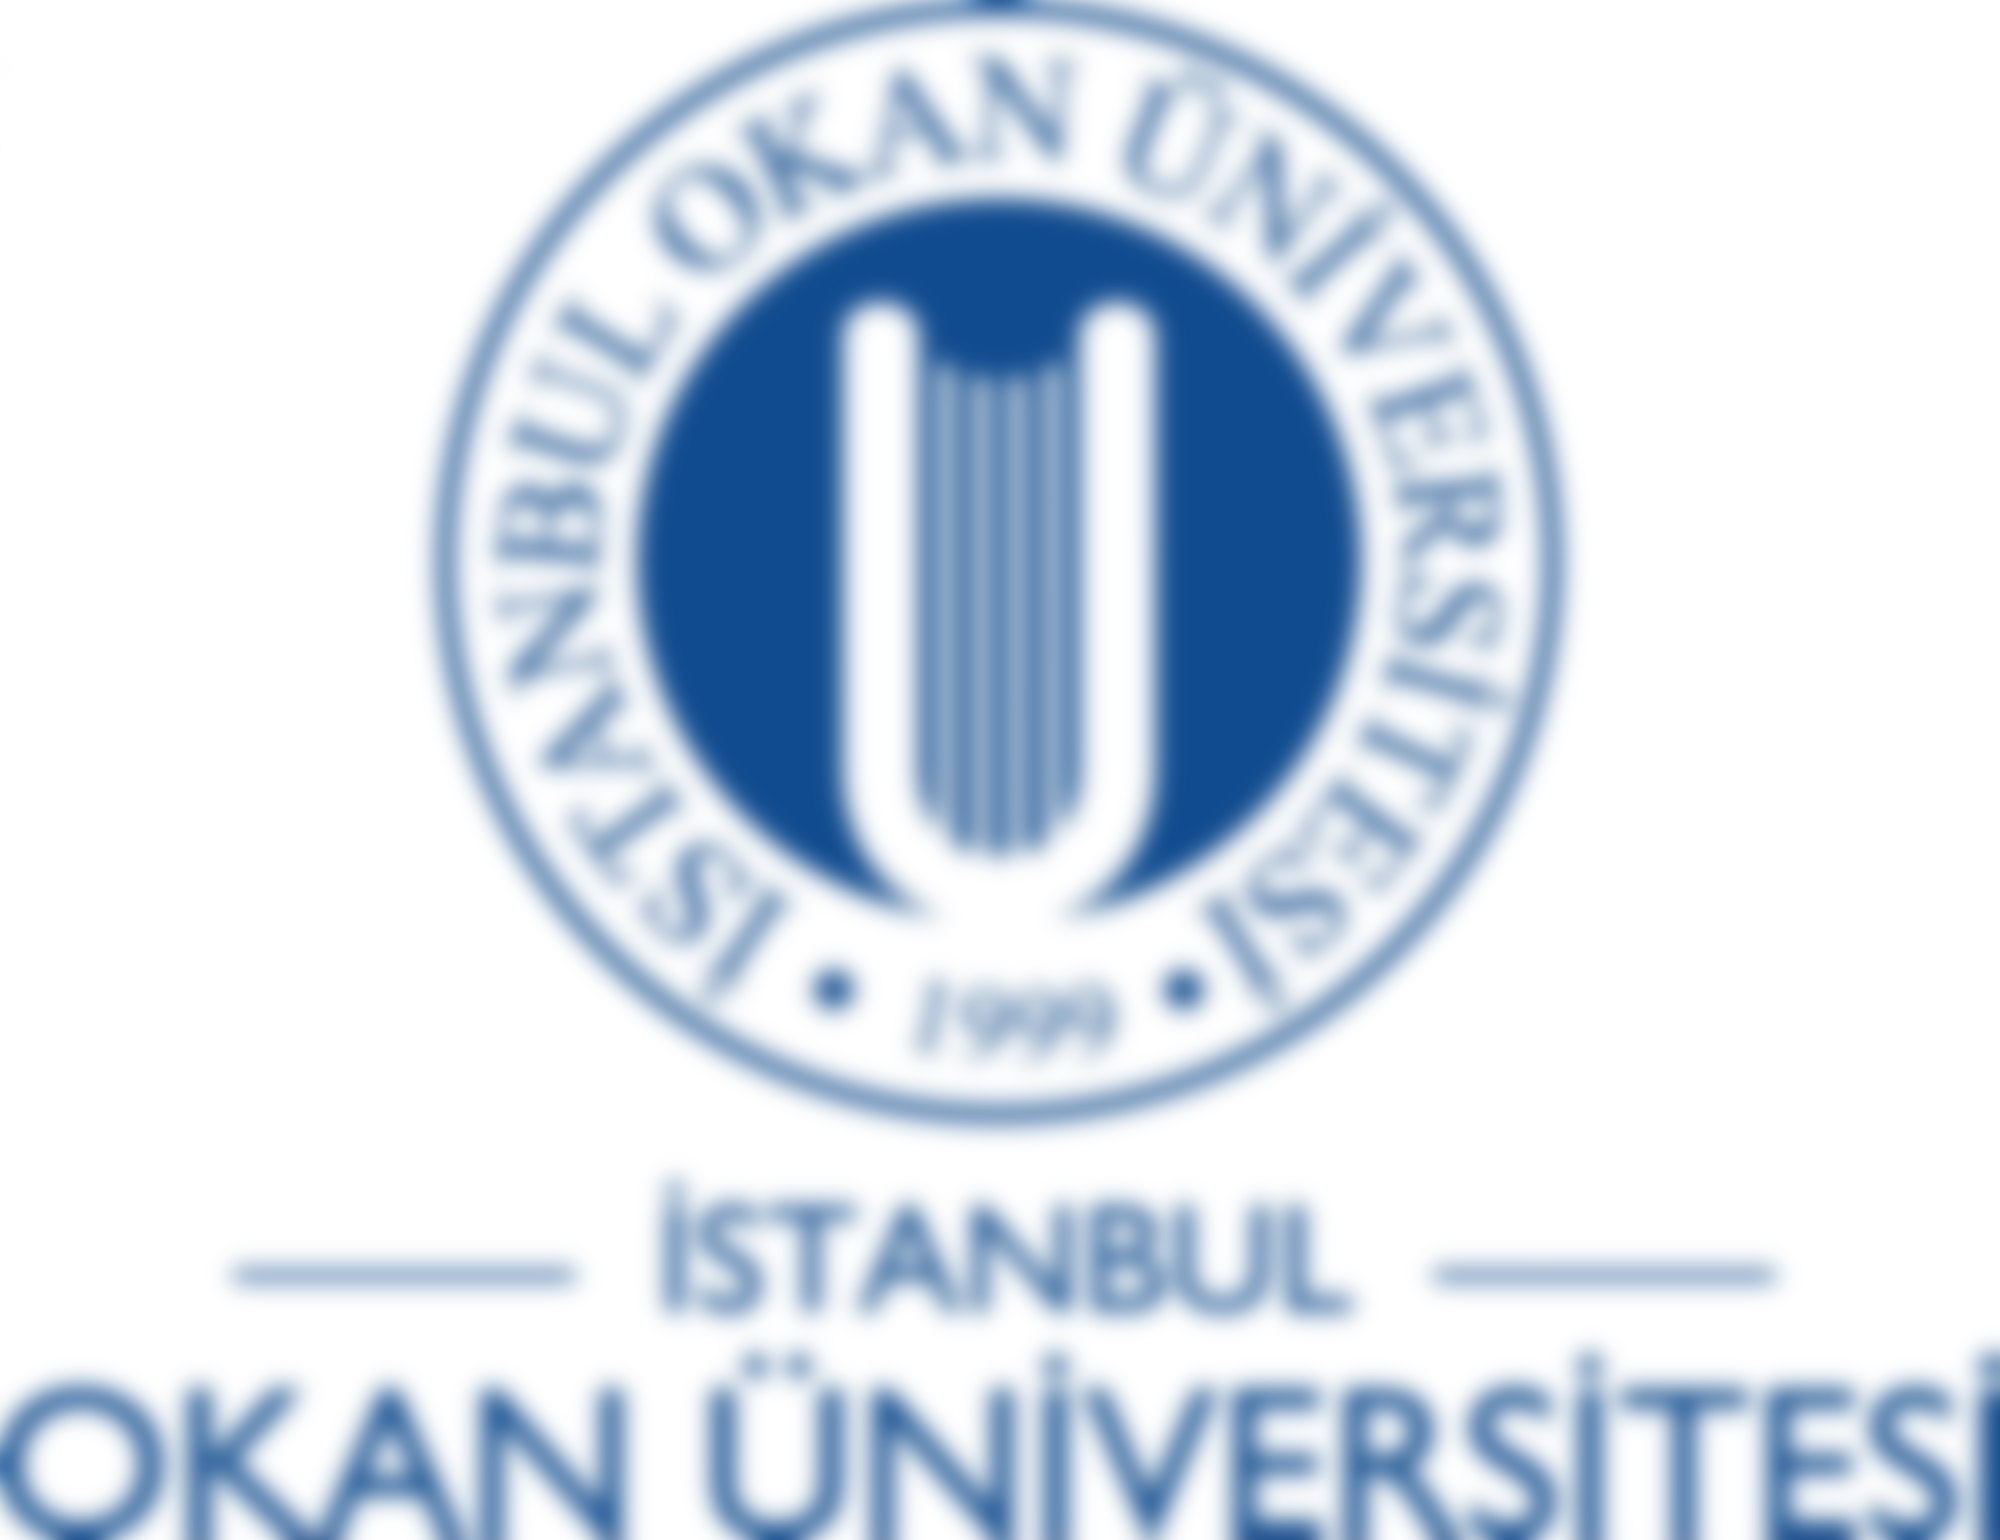 İSTANBUL OKAN ÜNİVERSİTESİ
• 1999 •
İSTANBUL
OKAN ÜNİVERSİTESİ